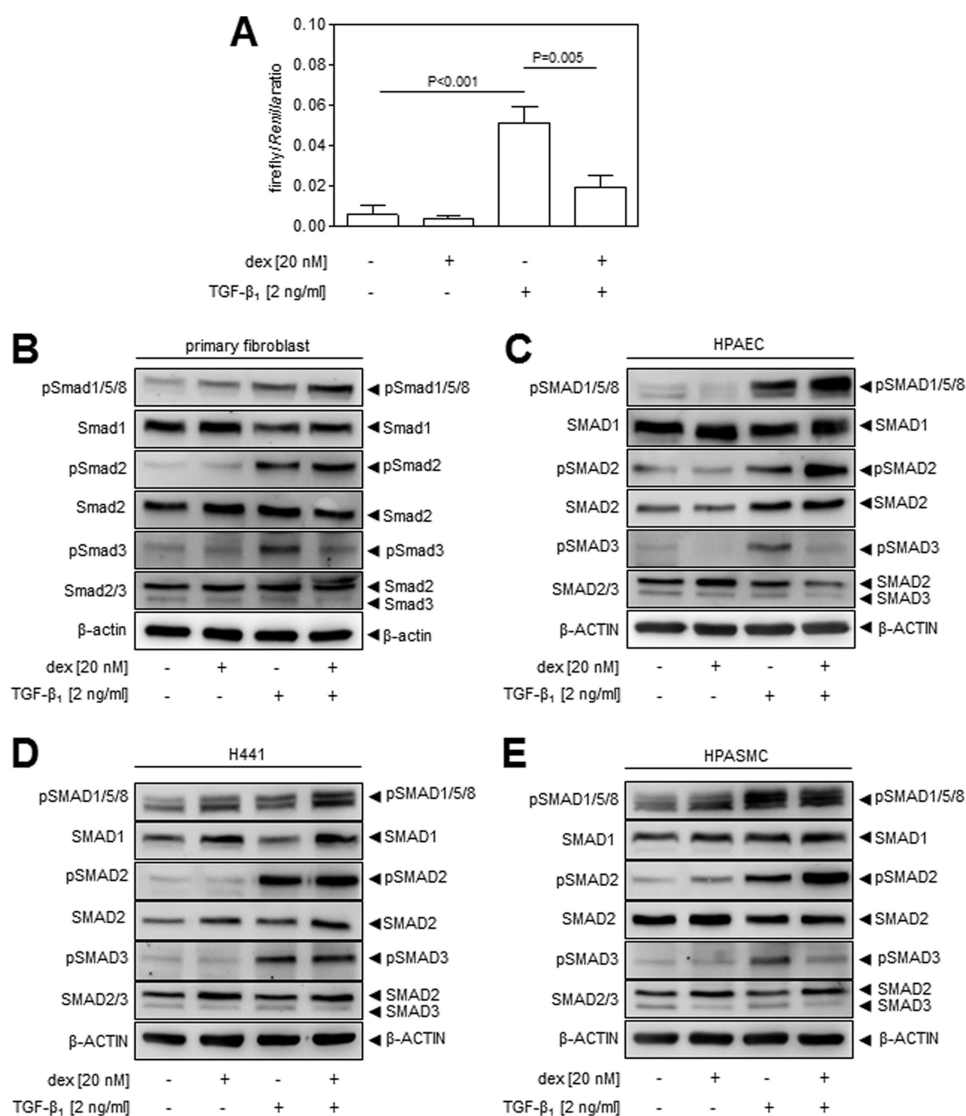 A
0.10
0.08
0.06
0.04
0.02
0.00
firefly/Renilla ratio
P<0.001
P=0.005
dex [20 nM] - + - +
TGF-β1 [2 ng/ml] - - + +
B
primary fibroblast
pSmad1/5/8 pSmad1/5/8
Smad1 Smad1
pSmad2 pSmad2
Smad2 Smad2
pSmad3 pSmad3
Smad2/3 Smad2
Smad3
β-actin β-actin
dex [20 nM] - + - +
TGF-β1 [2 ng/ml] - - + +
C
HPAEC
pSMAD1/5/8 pSMAD1/5/8
SMAD1 SMAD1
pSMAD2 pSMAD2
SMAD2 SMAD2
pSMAD3 pSMAD3
SMAD2/3 SMAD2
SMAD3
β-ACTIN β-ACTIN
dex [20 nM] - + - +
TGF-β1 [2 ng/ml] - - + +
D
H441
pSMAD1/5/8 pSMAD1/5/8
SMAD1 SMAD1
pSMAD2 pSMAD2
SMAD2 SMAD2
pSMAD3 pSMAD3
SMAD2/3 SMAD2
SMAD3
β-ACTIN β-ACTIN
dex [20 nM] - + - +
TGF-β1 [2 ng/ml] - - + +
E
HPASMC
pSMAD1/5/8 pSMAD1/5/8
SMAD1 SMAD1
pSMAD2 pSMAD2
SMAD2 SMAD2
pSMAD3 pSMAD3
SMAD2/3 SMAD2
SMAD3
β-ACTIN β-ACTIN
dex [20 nM] - + - +
TGF-β1 [2 ng/ml] - - + +